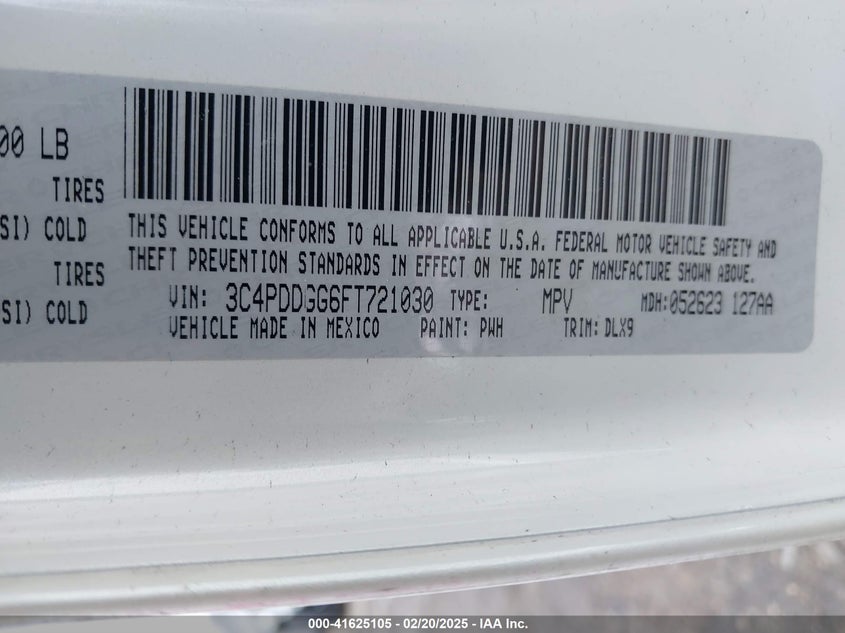 00 LB
TIRES
SI) COLD
TIRES
SI) COLD
THIS VEHICLE CONFORMS TO ALL APPLICABLE U.S.A. FEDERAL MOTOR VEHICLE SAFETY AND
THEFT PREVENTION STANDARDS IN EFFECT ON THE DATE OF MANUFACTURE SHOWN ABOVE.
VIN: 3C4PDDGG6FT721030 TYPE: MPV MDH:052623 127AA
VEHICLE MADE IN MEXICO PAINT: PWH TRIM: DLX9
000-41625105 - 02/20/2025 - IAA Inc.